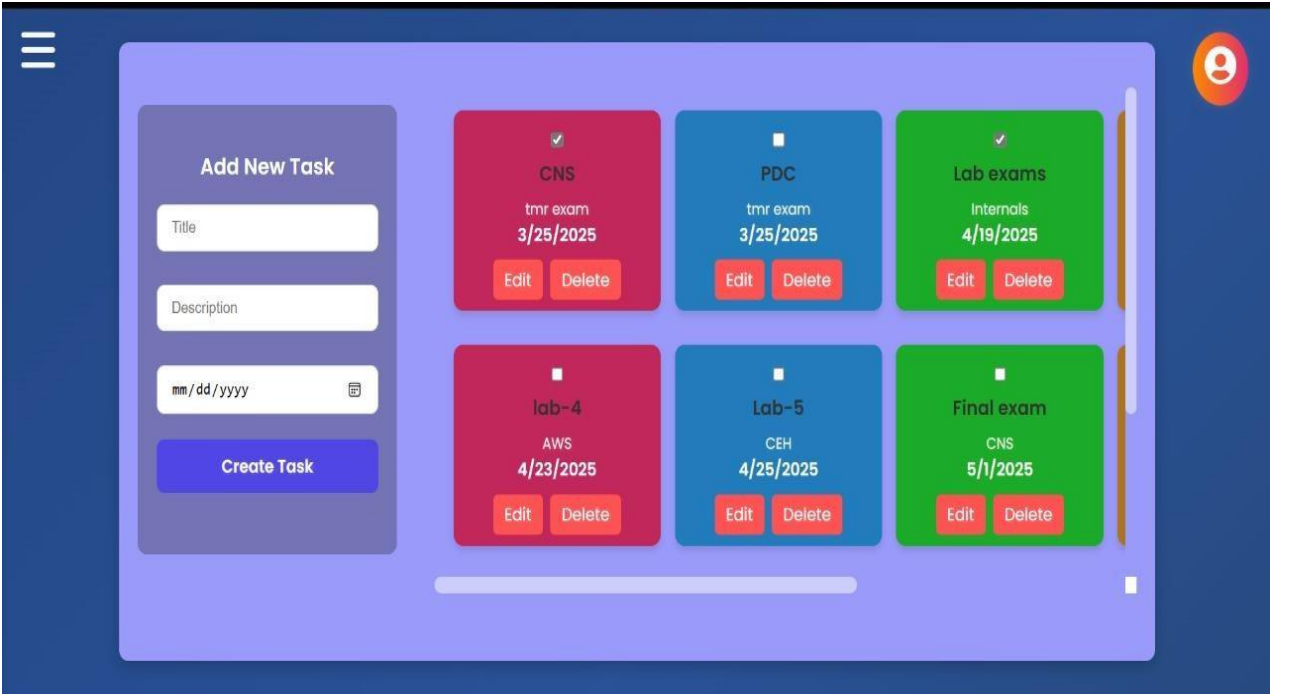 Add New Task
Title
Description
mm/dd/yyyy
Create Task
CNS
tmr exam
3/25/2025
Edit Delete
PDC
tmr exam
3/25/2025
Edit Delete
Lab exams
Internals
4/19/2025
Edit Delete
lab-4
AWS
4/23/2025
Edit Delete
Lab-5
CEH
4/25/2025
Edit Delete
Final exam
CNS
5/1/2025
Edit Delete